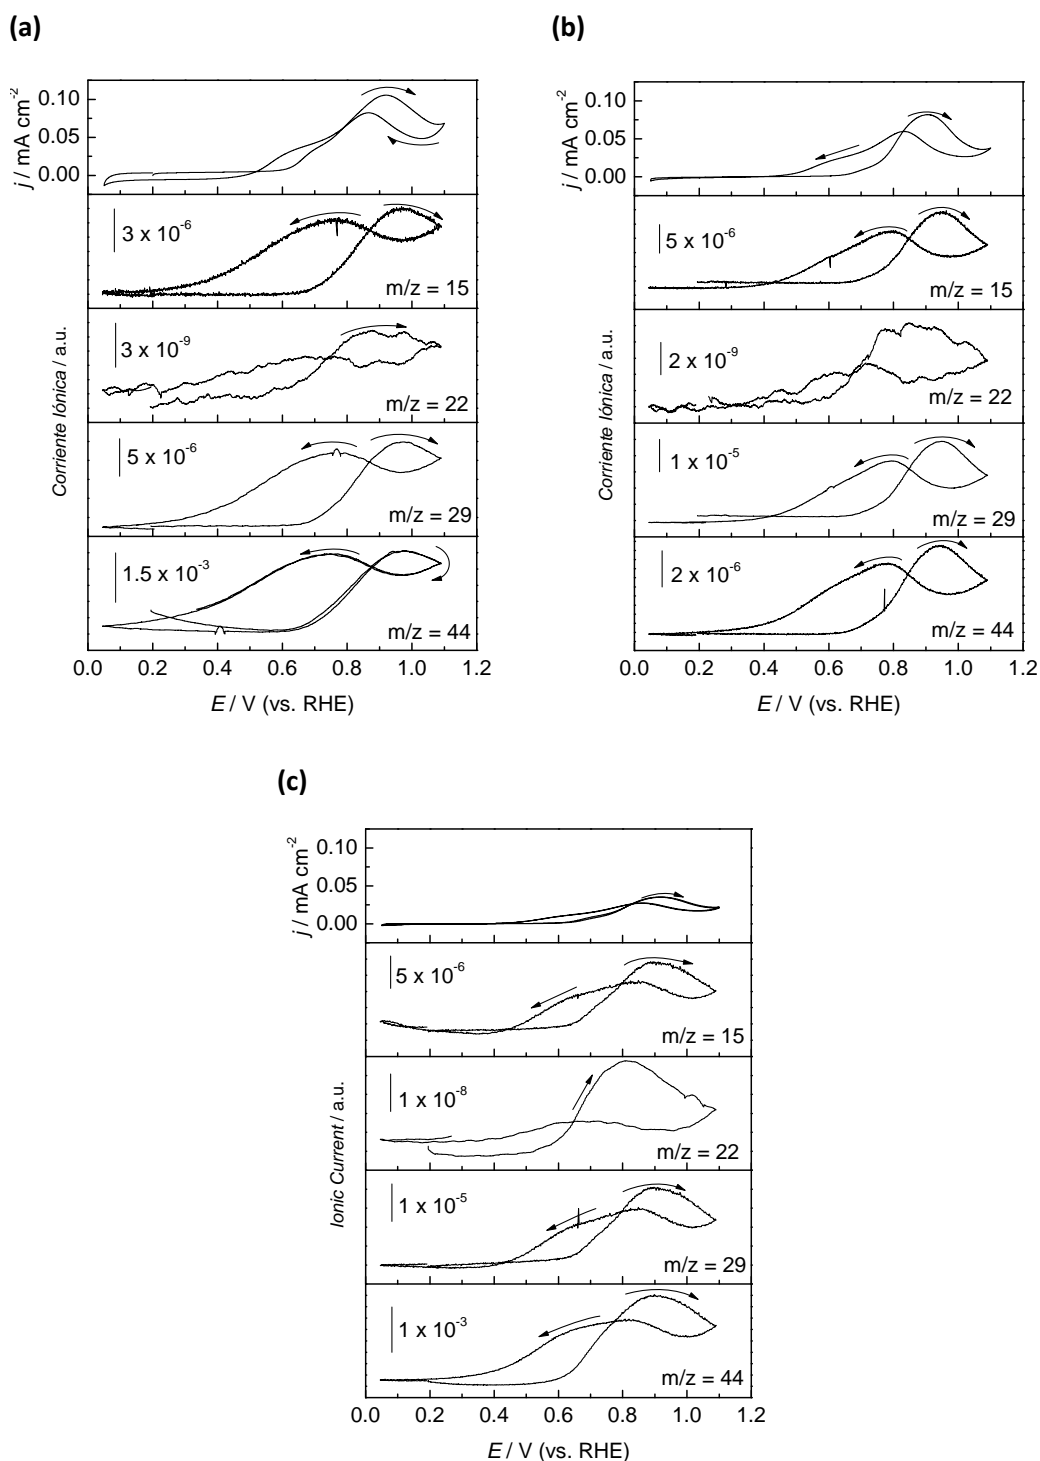 (a)
j / mA cm⁻²
0.10
0.05
0.00
3 x 10⁻⁶
m/z = 15
3 x 10⁻⁹
m/z = 22
5 x 10⁻⁶
m/z = 29
1.5 x 10⁻³
m/z = 44
Corriente Iónica / a.u.
0.0 0.2 0.4 0.6 0.8 1.0 1.2
E / V (vs. RHE)
(b)
j / mA cm⁻²
0.10
0.05
0.00
5 x 10⁻⁶
m/z = 15
2 x 10⁻⁹
m/z = 22
1 x 10⁻⁵
m/z = 29
2 x 10⁻⁶
m/z = 44
Corriente Iónica / a.u.
0.0 0.2 0.4 0.6 0.8 1.0 1.2
E / V (vs. RHE)
(c)
j / mA cm⁻²
0.10
0.05
0.00
5 x 10⁻⁶
m/z = 15
1 x 10⁻⁸
m/z = 22
1 x 10⁻⁵
m/z = 29
1 x 10⁻³
m/z = 44
Ionic Current / a.u.
0.0 0.2 0.4 0.6 0.8 1.0 1.2
E / V (vs. RHE)